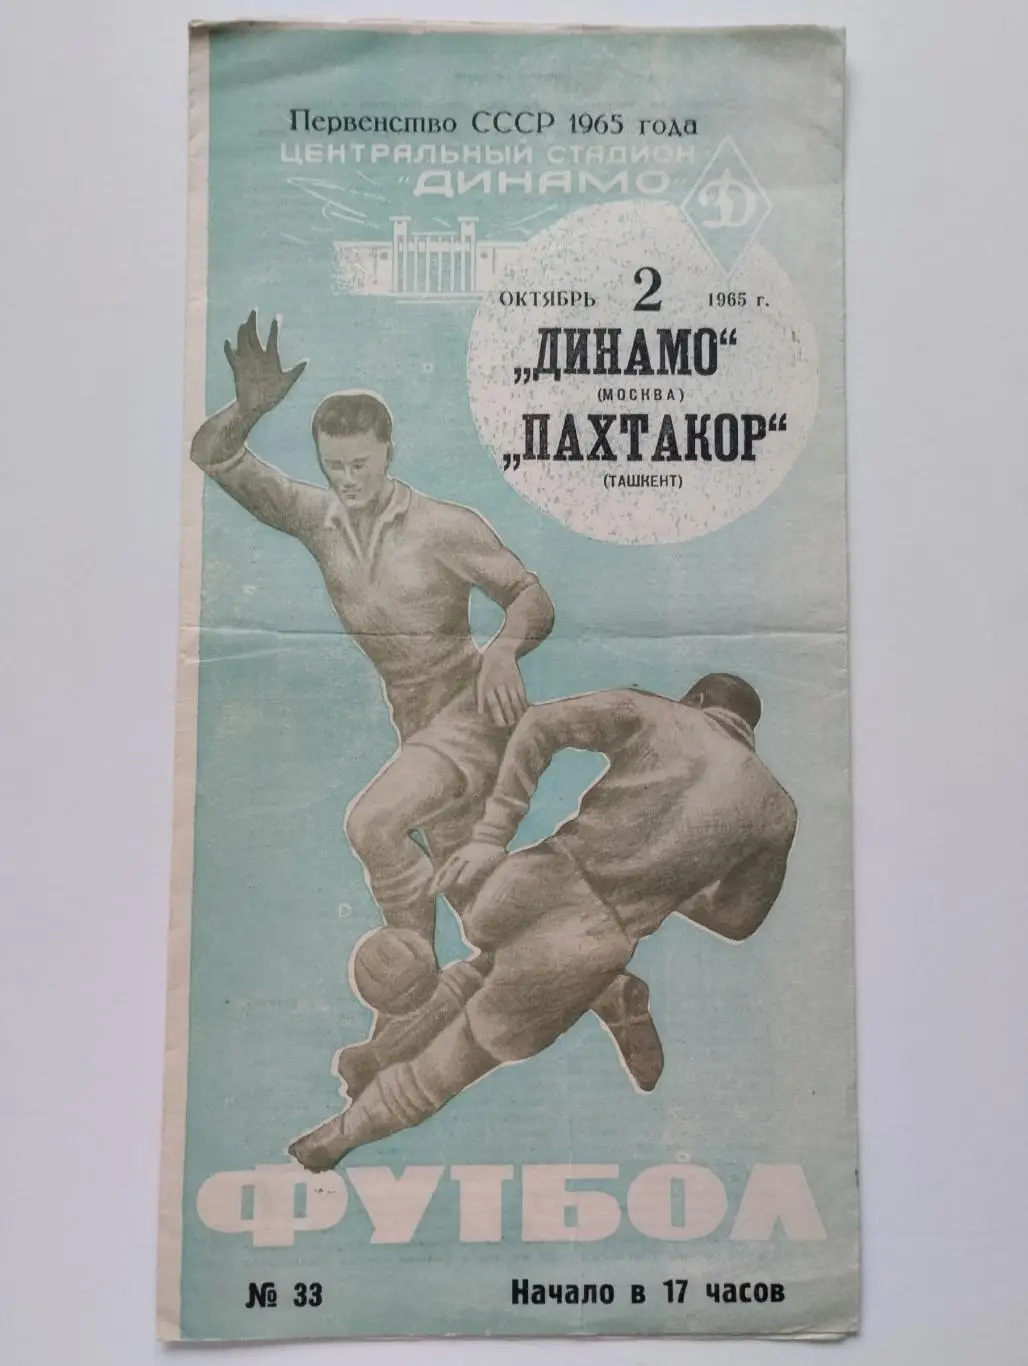 Первенство СССР 1965 года
ЦЕНТРАЛЬНЫЙ СТАДИОН
"ДИНАМО"
Д
ОКТЯБРЬ 2 1965 г.
„ДИНАМО“
(МОСКВА)
„ПАХТАКОР“
(ТАШКЕНТ)
ФУТБОЛ
№ 33 Начало в 17 часов